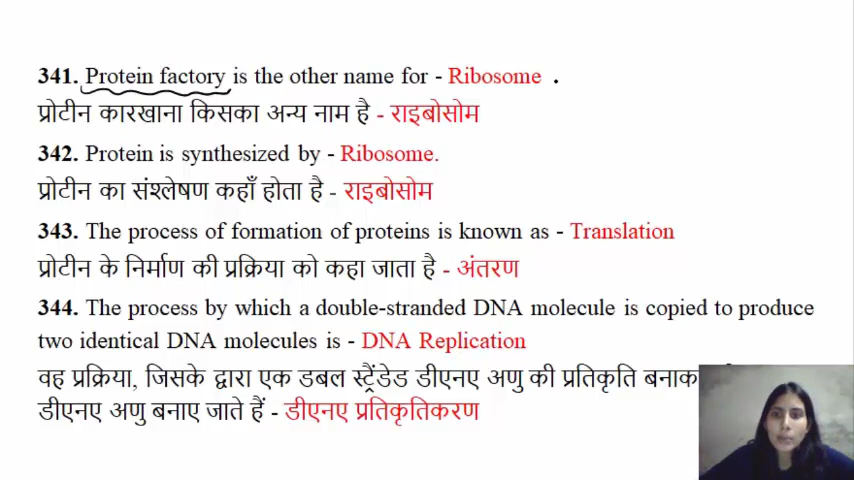 341. Protein factory is the other name for - Ribosome .
प्रोटीन कारखाना किसका अन्य नाम है - राइबोसोम
342. Protein is synthesized by - Ribosome.
प्रोटीन का संश्लेषण कहाँ होता है - राइबोसोम
343. The process of formation of proteins is known as - Translation
प्रोटीन के निर्माण की प्रक्रिया को कहा जाता है - अंतरण
344. The process by which a double-stranded DNA molecule is copied to produce
two identical DNA molecules is - DNA Replication
वह प्रक्रिया, जिसके द्वारा एक डबल स्ट्रैंडेड डीएनए अणु की प्रतिकृति
डीएनए अणु बनाए जाते हैं - डीएनए प्रतिकृतिकरण